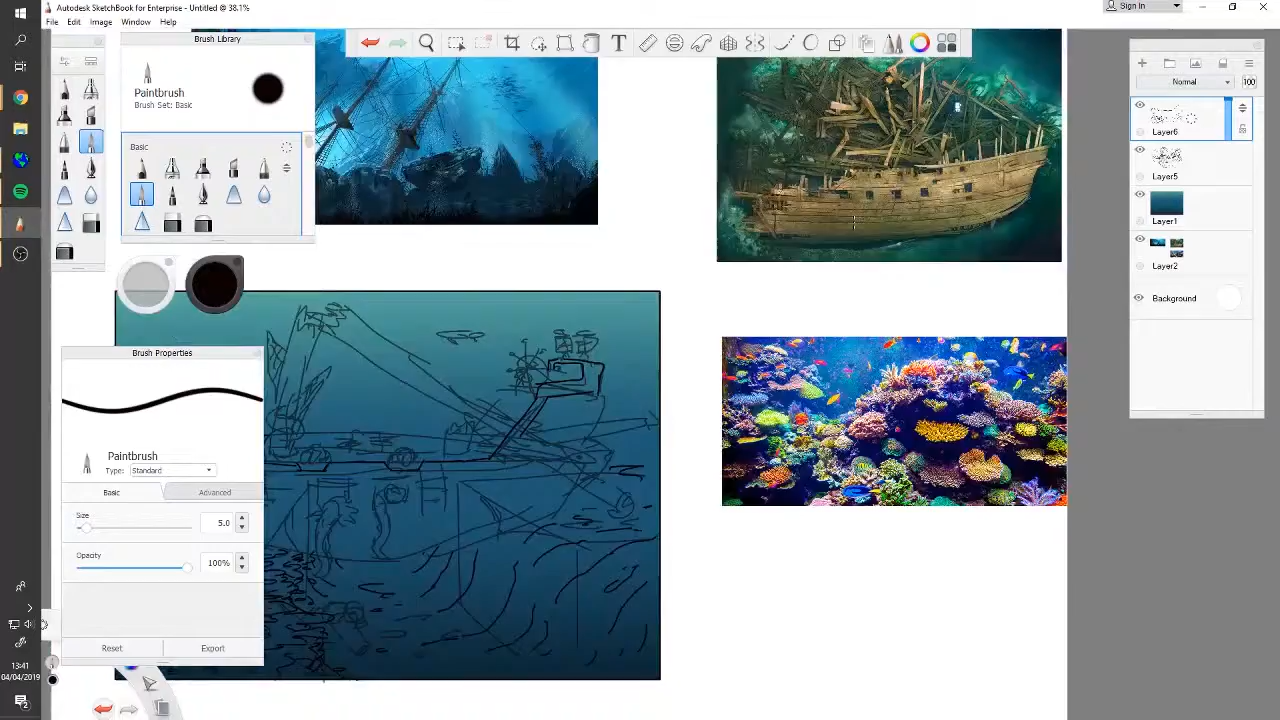 Autodesk SketchBook for Enterprise - Untitled @ 38.1%
Sign In
File Edit Image Window Help
Brush Library
Paintbrush
Brush Set: Basic
Basic
Brush Properties
Paintbrush
Type: Standard
Basic Advanced
Size
5.0
Opacity
100%
Reset Export
Normal 100
Layer6
Layer5
Layer1
Layer2
Background
13:41
04/04/2019